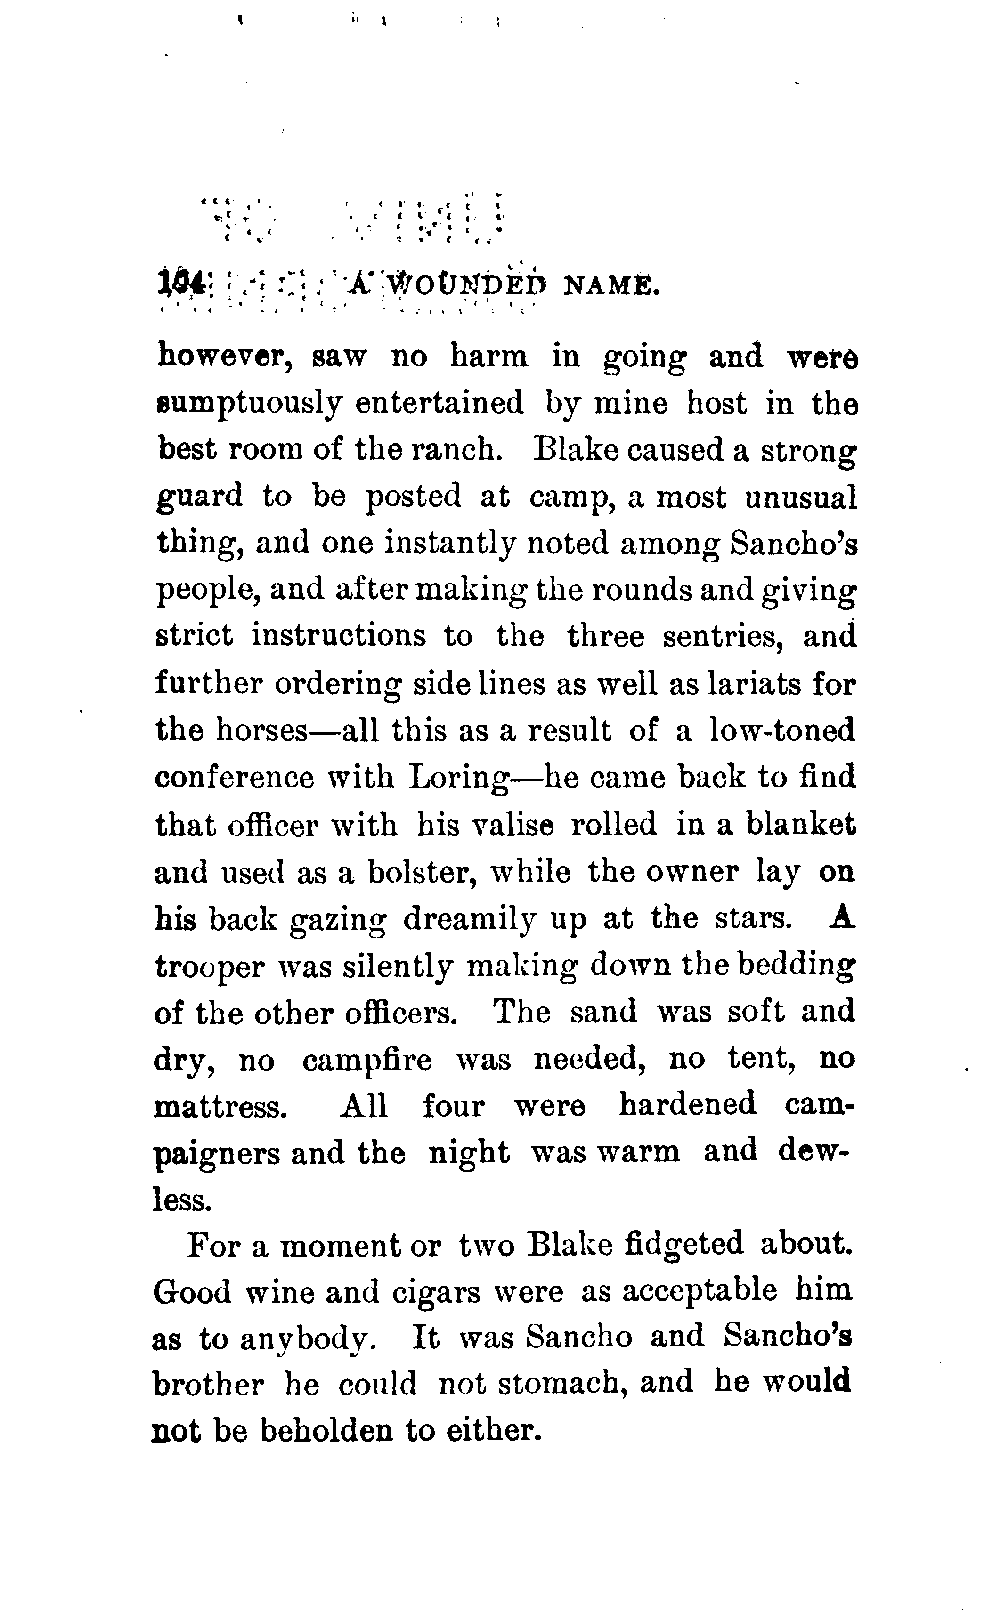 104 A WOUNDED NAME.
however, saw no harm in going and were
sumptuously entertained by mine host in the
best room of the ranch. Blake caused a strong
guard to be posted at camp, a most unusual
thing, and one instantly noted among Sancho's
people, and after making the rounds and giving
strict instructions to the three sentries, and
further ordering side lines as well as lariats for
the horses—all this as a result of a low-toned
conference with Loring—he came back to find
that officer with his valise rolled in a blanket
and used as a bolster, while the owner lay on
his back gazing dreamily up at the stars. A
trooper was silently making down the bedding
of the other officers. The sand was soft and
dry, no campfire was needed, no tent, no
mattress. All four were hardened cam-
paigners and the night was warm and dew-
less.
For a moment or two Blake fidgeted about.
Good wine and cigars were as acceptable him
as to anybody. It was Sancho and Sancho's
brother he could not stomach, and he would
not be beholden to either.